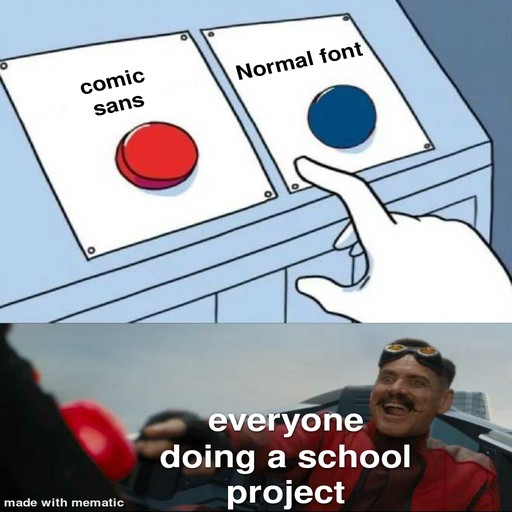 comic
sans
Normal font
everyone
doing a school
project
made with mematic